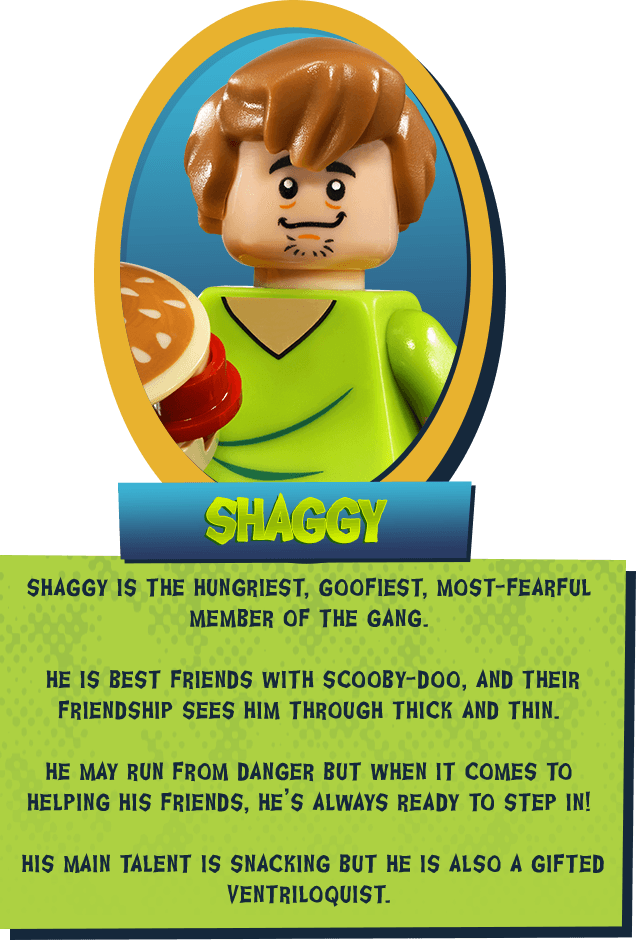 SHAGGY
SHAGGY IS THE HUNGRIEST, GOOFIEST, MOST-FEARFUL
MEMBER OF THE GANG.
HE IS BEST FRIENDS WITH SCOOBY-DOO, AND THEIR
FRIENDSHIP SEES HIM THROUGH THICK AND THIN.
HE MAY RUN FROM DANGER BUT WHEN IT COMES TO
HELPING HIS FRIENDS, HE'S ALWAYS READY TO STEP IN!
HIS MAIN TALENT IS SNACKING BUT HE IS ALSO A GIFTED
VENTRILOQUIST.